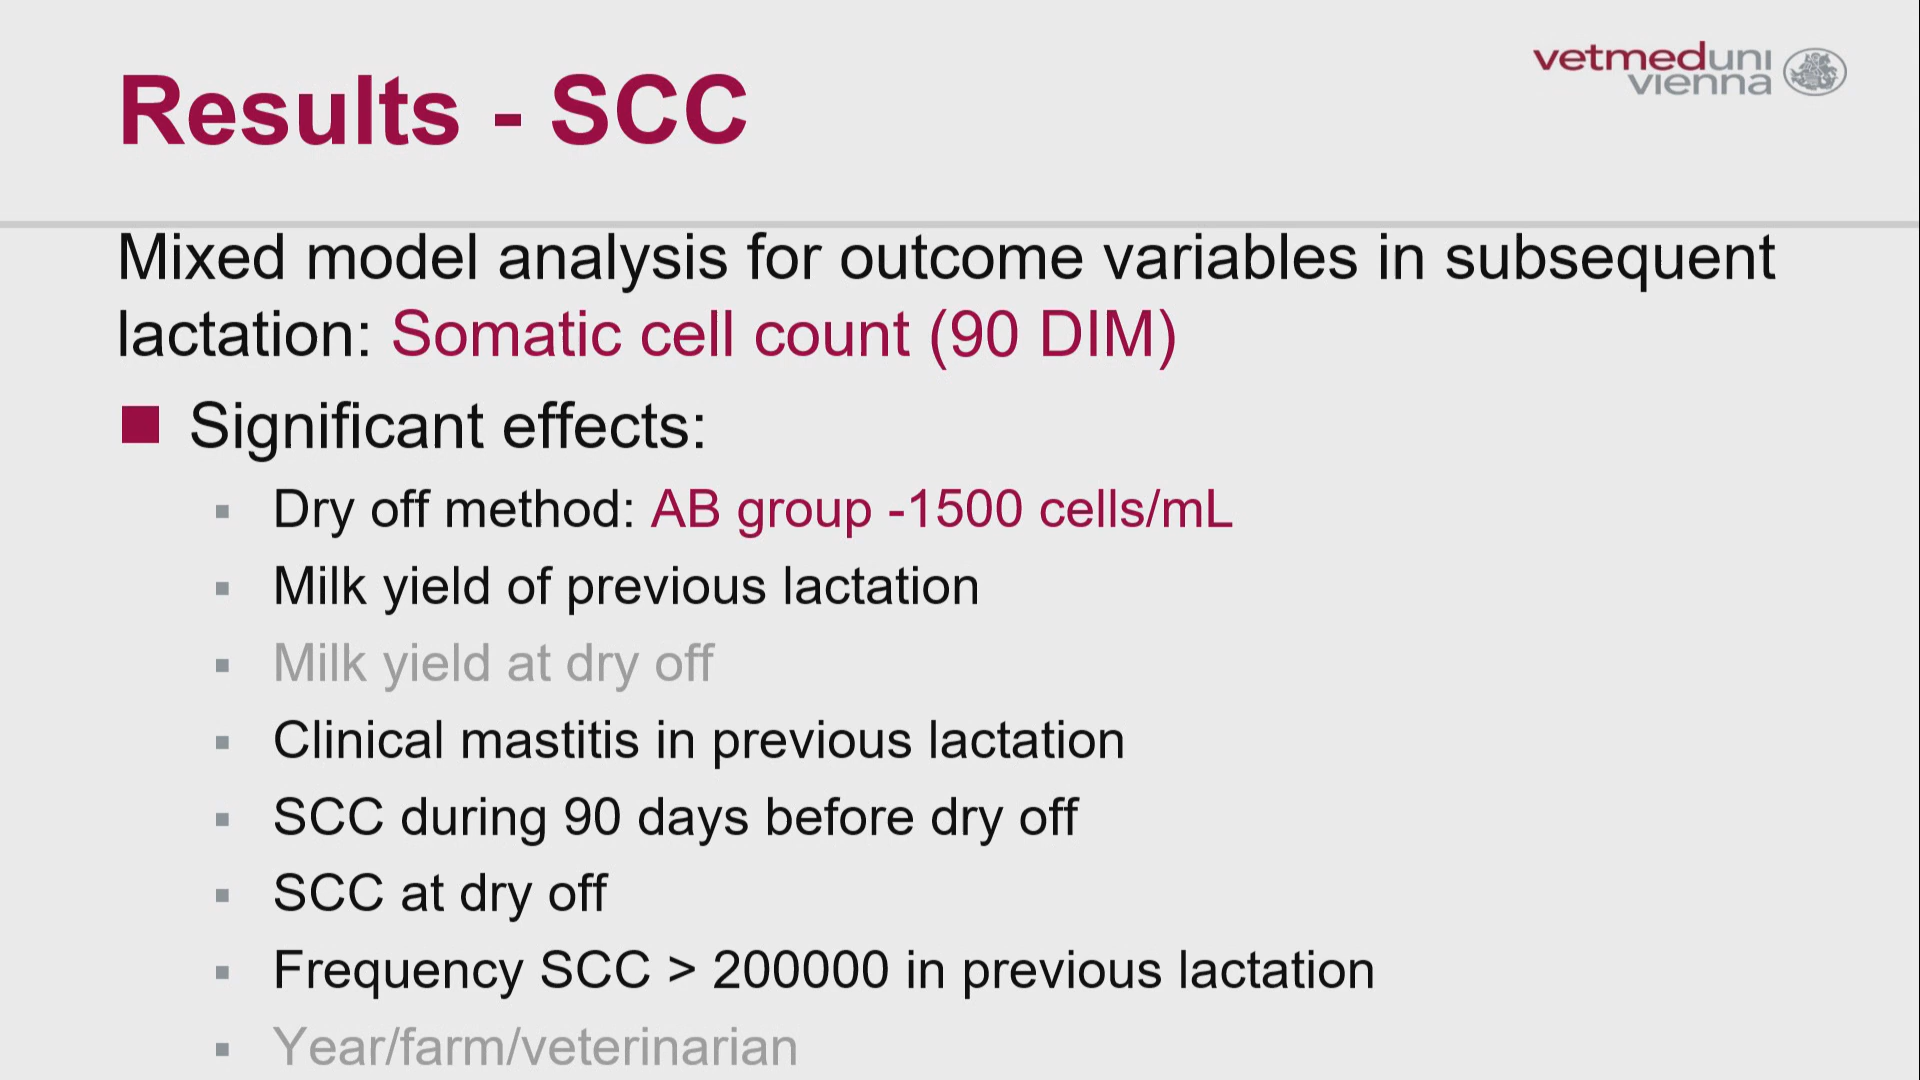 Results - SCC
vetmeduni
vienna
Mixed model analysis for outcome variables in subsequent
lactation: Somatic cell count (90 DIM)
Significant effects:
Dry off method: AB group -1500 cells/mL
Milk yield of previous lactation
Milk yield at dry off
Clinical mastitis in previous lactation
SCC during 90 days before dry off
SCC at dry off
Frequency SCC > 200000 in previous lactation
Year/farm/veterinarian